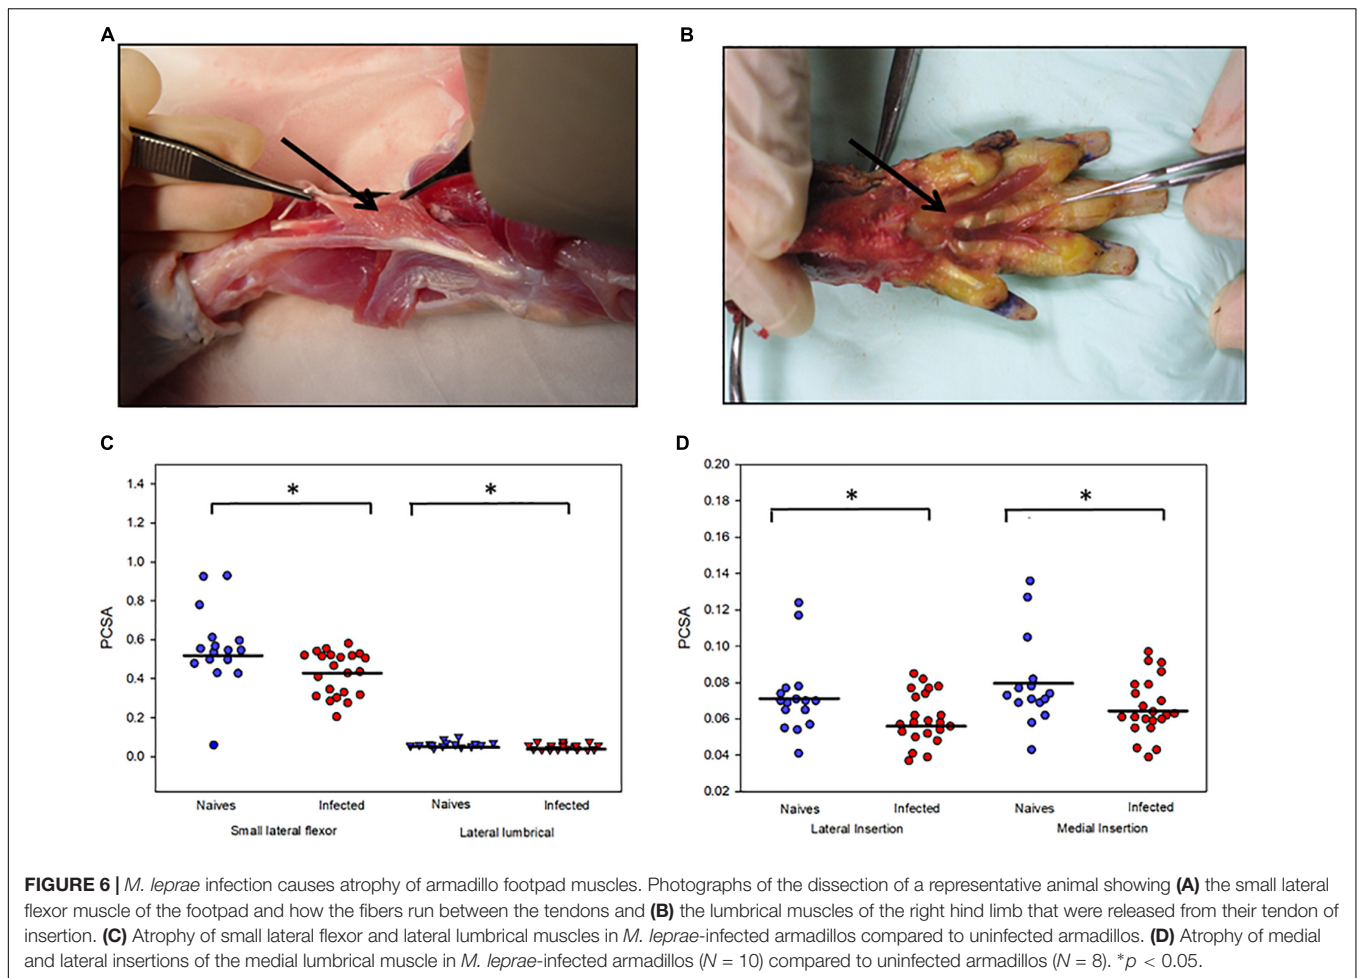 A
B
C
PCSA
1.4
1.2
1.0
0.8
0.6
0.4
0.2
0.0
*
*
Naives Infected Naives Infected
Small lateral flexor Lateral lumbrical
D
PCSA
0.20
0.18
0.16
0.14
0.12
0.10
0.08
0.06
0.04
0.02
*
*
Naives Infected Naives Infected
Lateral Insertion Medial Insertion
FIGURE 6 | M. leprae infection causes atrophy of armadillo footpad muscles. Photographs of the dissection of a representative animal showing (A) the small lateral
flexor muscle of the footpad and how the fibers run between the tendons and (B) the lumbrical muscles of the right hind limb that were released from their tendon of
insertion. (C) Atrophy of small lateral flexor and lateral lumbrical muscles in M. leprae-infected armadillos compared to uninfected armadillos. (D) Atrophy of medial
and lateral insertions of the medial lumbrical muscle in M. leprae-infected armadillos (N = 10) compared to uninfected armadillos (N = 8). *p < 0.05.